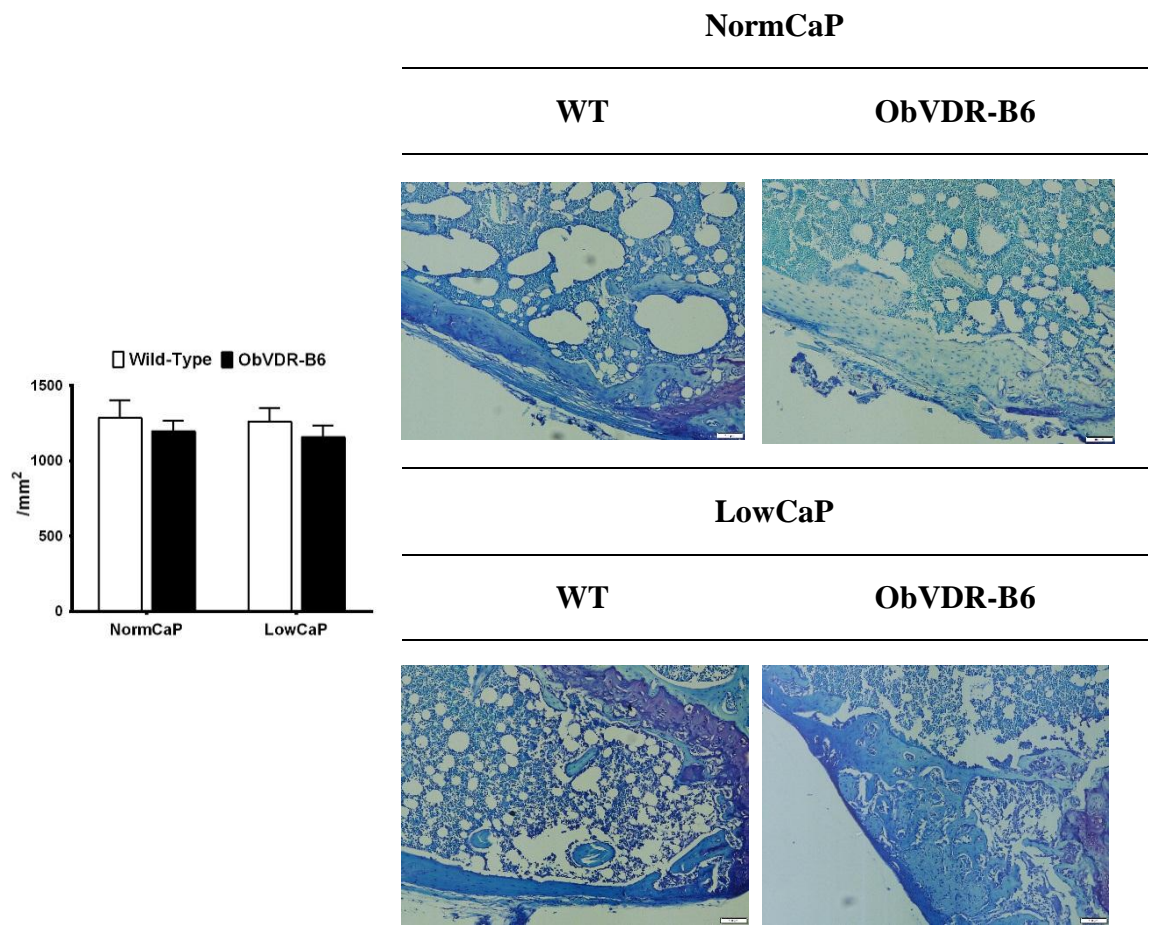 NormCaP
WT ObVDR-B6
Wild-Type ObVDR-B6
1500
1000
500
0
/mm²
NormCaP LowCaP
LowCaP
WT ObVDR-B6